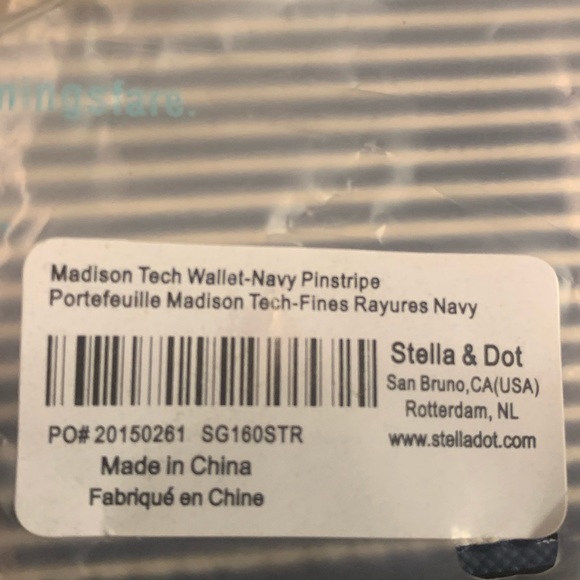 Madison Tech Wallet-Navy Pinstripe
Portefeuille Madison Tech-Fines Rayures Navy
Stella & Dot
San Bruno,CA(USA)
Rotterdam, NL
www.stelladot.com
PO# 20150261 SG160STR
Made in China
Fabriqué en Chine